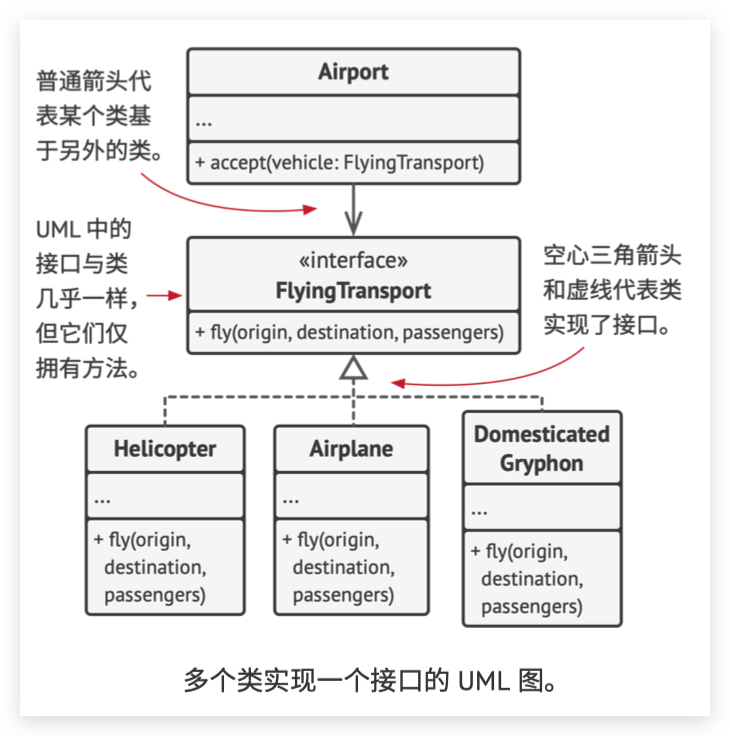 普通箭头代
表某个类基
于另外的类。
Airport
...
+ accept(vehicle: FlyingTransport)
UML 中的
接口与类
几乎一样，
但它们仅
拥有方法。
«interface»
FlyingTransport
+ fly(origin, destination, passengers)
空心三角箭头
和虚线代表类
实现了接口。
Helicopter
...
+ fly(origin,
destination,
passengers)
Airplane
...
+ fly(origin,
destination,
passengers)
Domesticated
Gryphon
...
+ fly(origin,
destination,
passengers)
多个类实现一个接口的 UML 图。